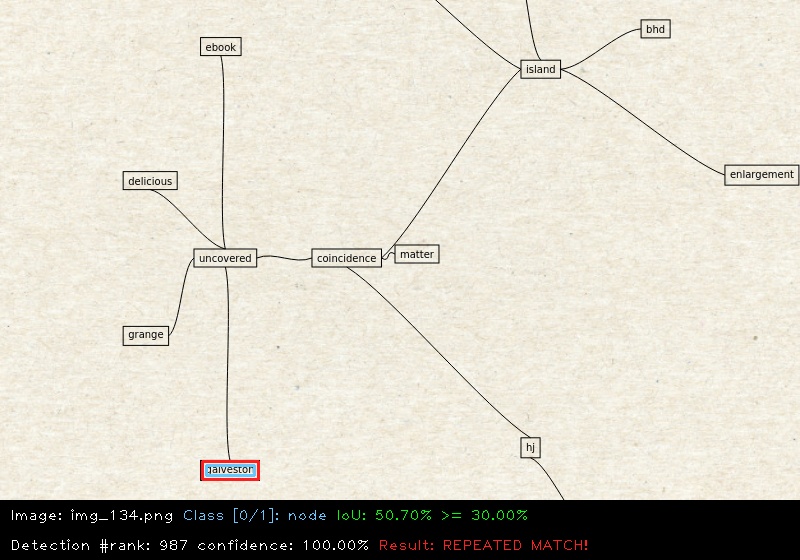 bhd
ebook
island
enlargement
delicious
uncovered
coincidence
matter
grange
hj
Image: img_134.png Class [0/1]: node IoU: 50.70% >= 30.00%
Detection #rank: 987 confidence: 100.00% Result: REPEATED MATCH!